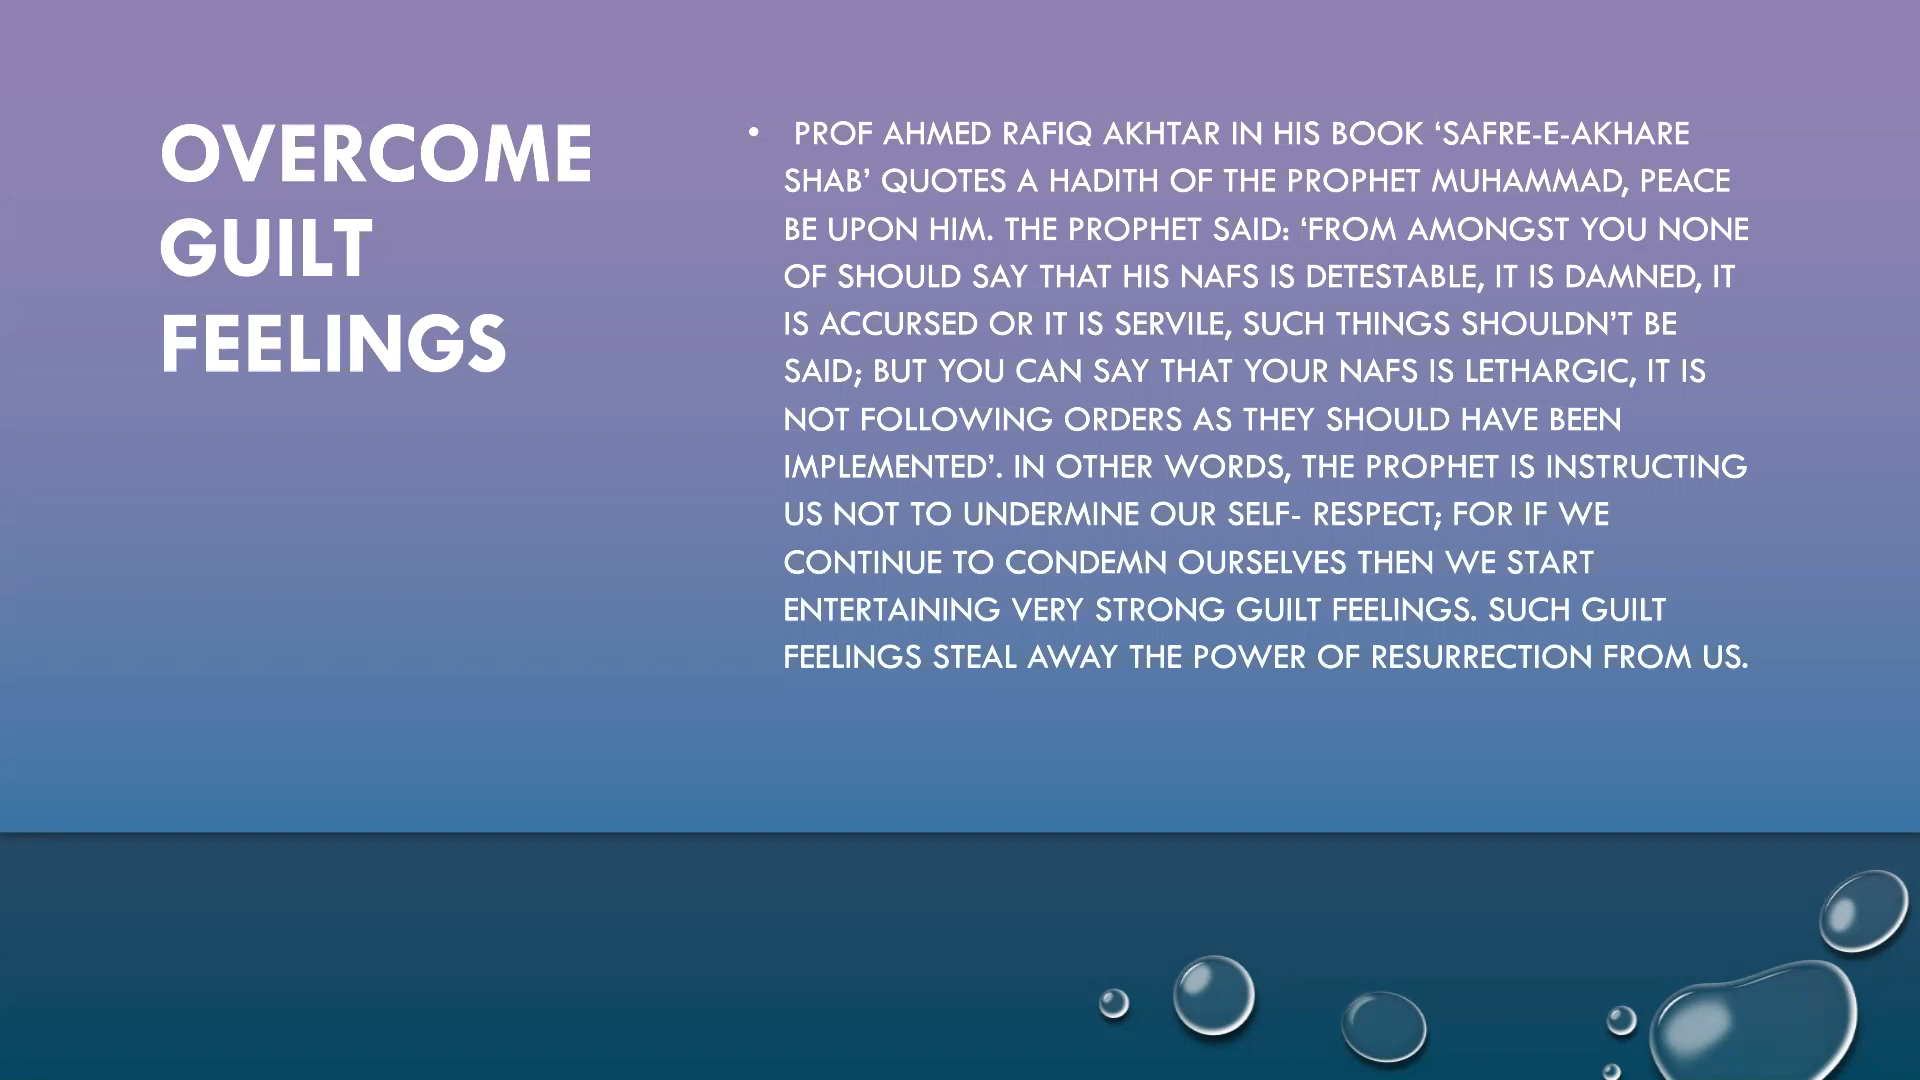 OVERCOME
GUILT
FEELINGS
• PROF AHMED RAFIQ AKHTAR IN HIS BOOK ‘SAFRE-E-AKHARE
SHAB’ QUOTES A HADITH OF THE PROPHET MUHAMMAD, PEACE
BE UPON HIM. THE PROPHET SAID: ‘FROM AMONGST YOU NONE
OF SHOULD SAY THAT HIS NAFS IS DETESTABLE, IT IS DAMNED, IT
IS ACCURSED OR IT IS SERVILE, SUCH THINGS SHOULDN’T BE
SAID; BUT YOU CAN SAY THAT YOUR NAFS IS LETHARGIC, IT IS
NOT FOLLOWING ORDERS AS THEY SHOULD HAVE BEEN
IMPLEMENTED’. IN OTHER WORDS, THE PROPHET IS INSTRUCTING
US NOT TO UNDERMINE OUR SELF- RESPECT; FOR IF WE
CONTINUE TO CONDEMN OURSELVES THEN WE START
ENTERTAINING VERY STRONG GUILT FEELINGS. SUCH GUILT
FEELINGS STEAL AWAY THE POWER OF RESURRECTION FROM US.